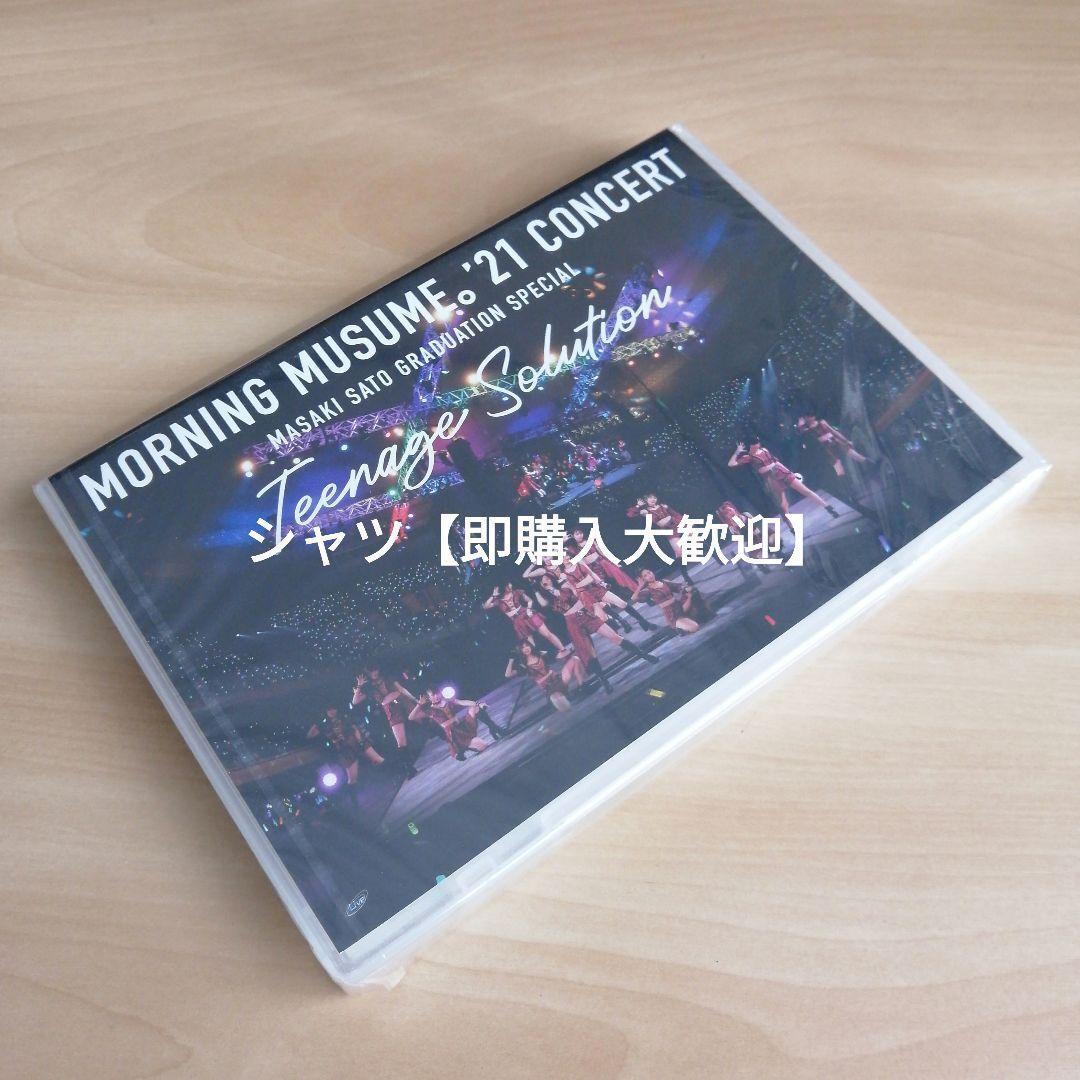 MORNING MUSUME。'21 CONCERT
MASAKI SATO GRADUATION SPECIAL
Teenage Solution
シャツ【即購入大歓迎】
LIVE